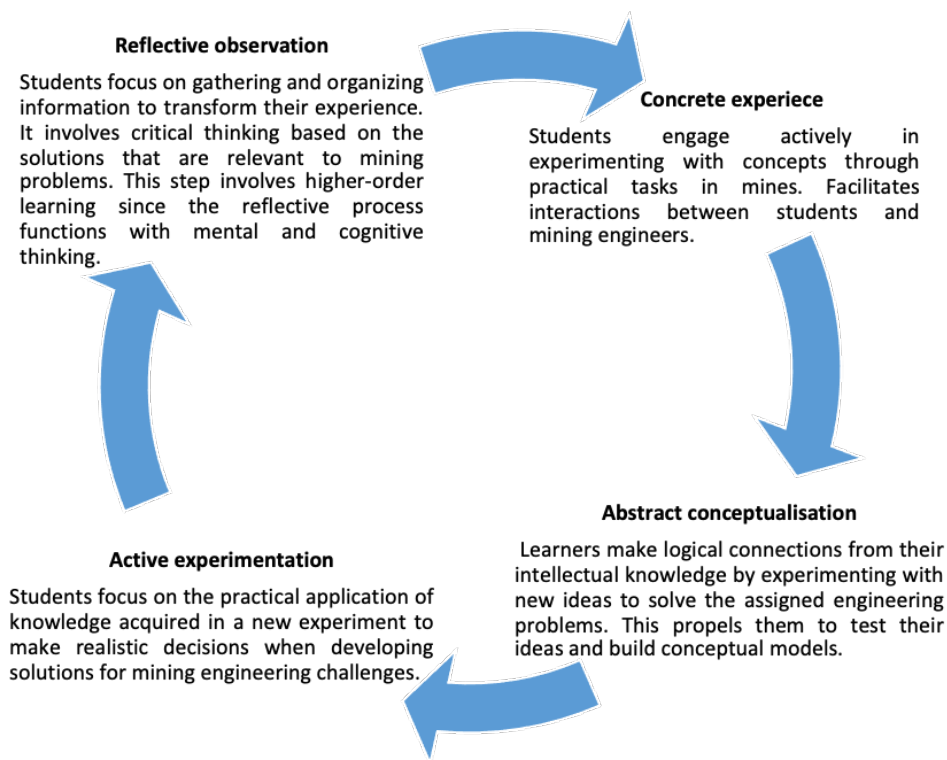 Reflective observation
Students focus on gathering and organizing
information to transform their experience.
It involves critical thinking based on the
solutions that are relevant to mining
problems. This step involves higher-order
learning since the reflective process
functions with mental and cognitive
thinking.
Concrete experiece
Students engage actively in
experimenting with concepts through
practical tasks in mines. Facilitates
interactions between students and
mining engineers.
Abstract conceptualisation
Learners make logical connections from their
intellectual knowledge by experimenting with
new ideas to solve the assigned engineering
problems. This propels them to test their
ideas and build conceptual models.
Active experimentation
Students focus on the practical application of
knowledge acquired in a new experiment to
make realistic decisions when developing
solutions for mining engineering challenges.